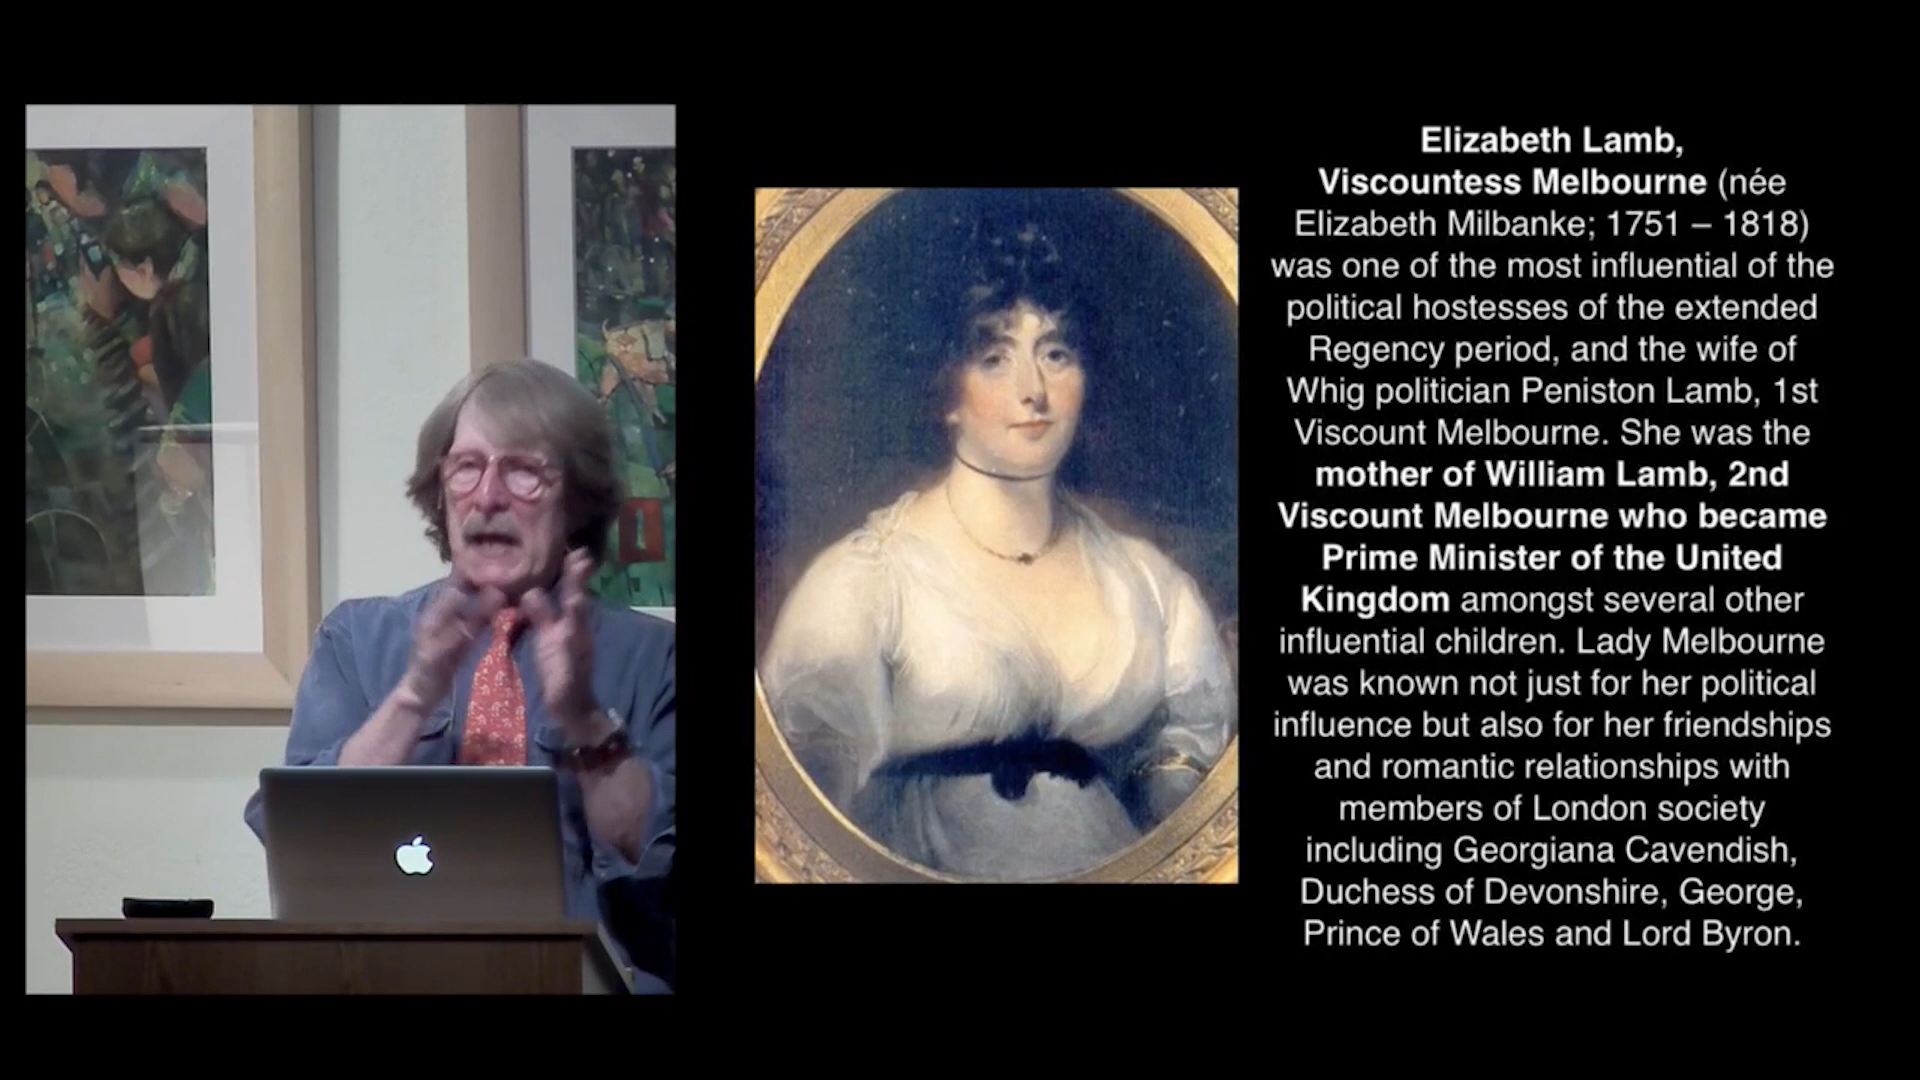 Elizabeth Lamb,
Viscountess Melbourne (née
Elizabeth Milbanke; 1751 – 1818)
was one of the most influential of the
political hostesses of the extended
Regency period, and the wife of
Whig politician Peniston Lamb, 1st
Viscount Melbourne. She was the
mother of William Lamb, 2nd
Viscount Melbourne who became
Prime Minister of the United
Kingdom amongst several other
influential children. Lady Melbourne
was known not just for her political
influence but also for her friendships
and romantic relationships with
members of London society
including Georgiana Cavendish,
Duchess of Devonshire, George,
Prince of Wales and Lord Byron.